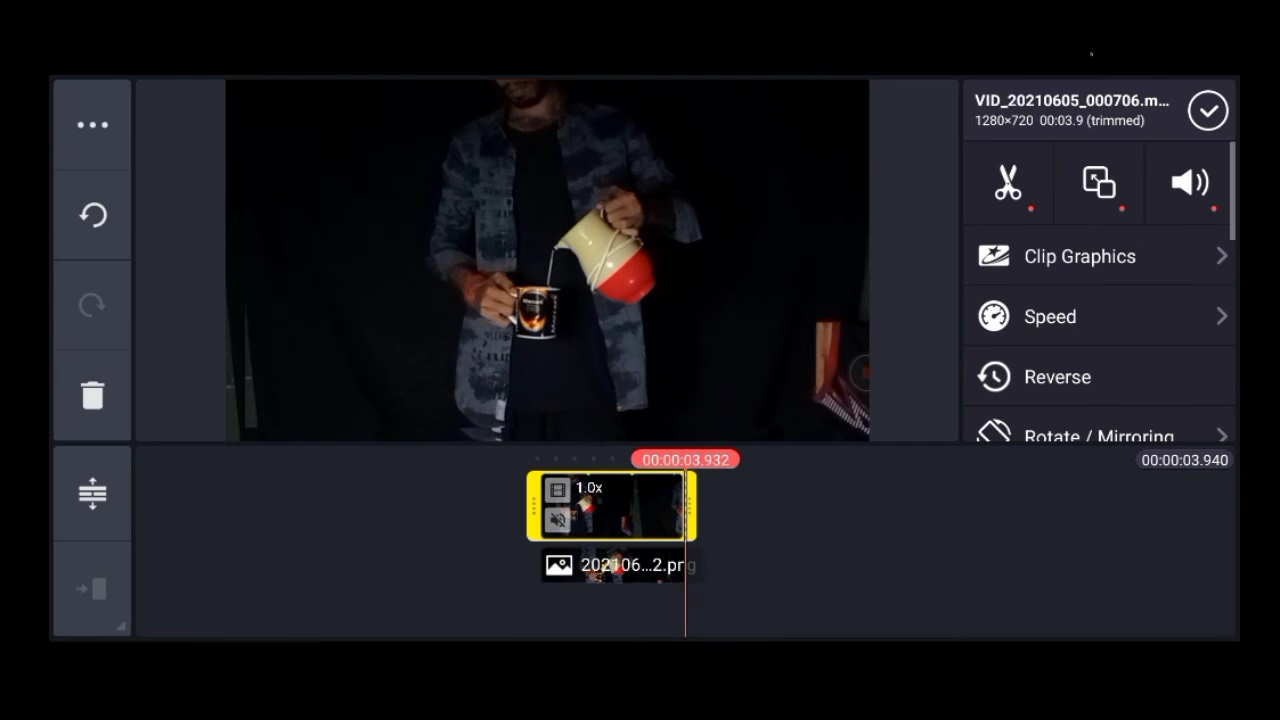 VID_20210605_000706.m...
1280×720 00:03.9 (trimmed)
Clip Graphics
Speed
Reverse
Rotate / Mirroring
00:00:03.932
00:00:03.940
1.0x
202106...2.png